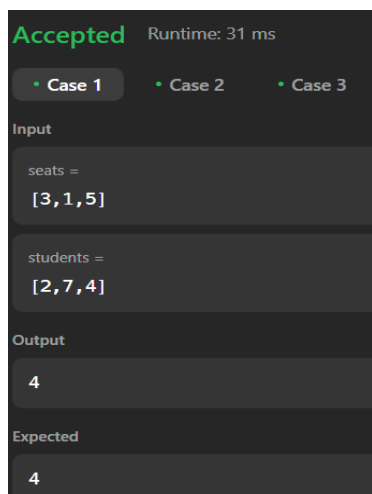 Accepted Runtime: 31 ms
• Case 1 • Case 2 • Case 3
Input
seats =
[3,1,5]
students =
[2,7,4]
Output
4
Expected
4